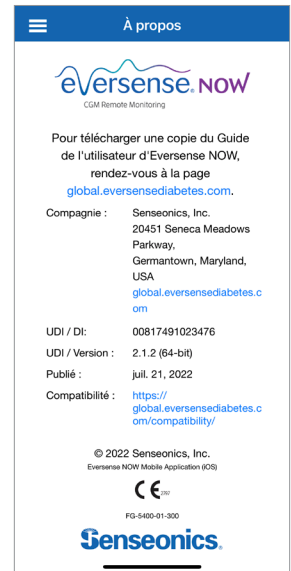 À propos
eversense® NOW
CGM Remote Monitoring
Pour télécharger une copie du Guide
de l'utilisateur d'Eversense NOW,
rendez-vous à la page
global.eversensediabetes.com.
Compagnie : Senseonics, Inc.
20451 Seneca Meadows
Parkway,
Germantown, Maryland,
USA
global.eversensediabetes.c
om
UDI / DI: 00817491023476
UDI / Version : 2.1.2 (64-bit)
Publié : juil. 21, 2022
Compatibilité : https://
global.eversensediabetes.c
om/compatibility/
© 2022 Senseonics, Inc.
Eversense NOW Mobile Application (iOS)
CE 2797
FG-5400-01-300
Senseonics®